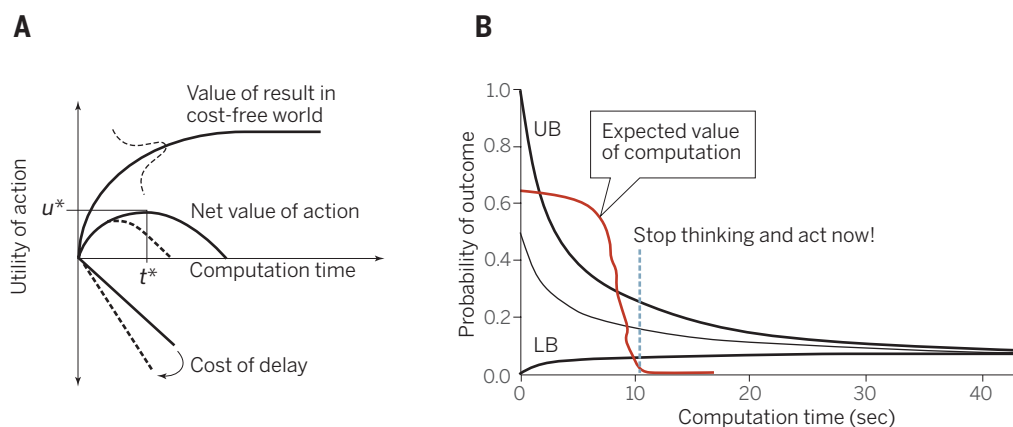 A
Value of result in
cost-free world
Utility of action
u*
Net value of action
Computation time
t*
Cost of delay
B
Probability of outcome
1.0
0.8
0.6
0.4
0.2
0.0
UB
Expected value
of computation
Stop thinking and act now!
LB
0
10
20
30
40
Computation time (sec)